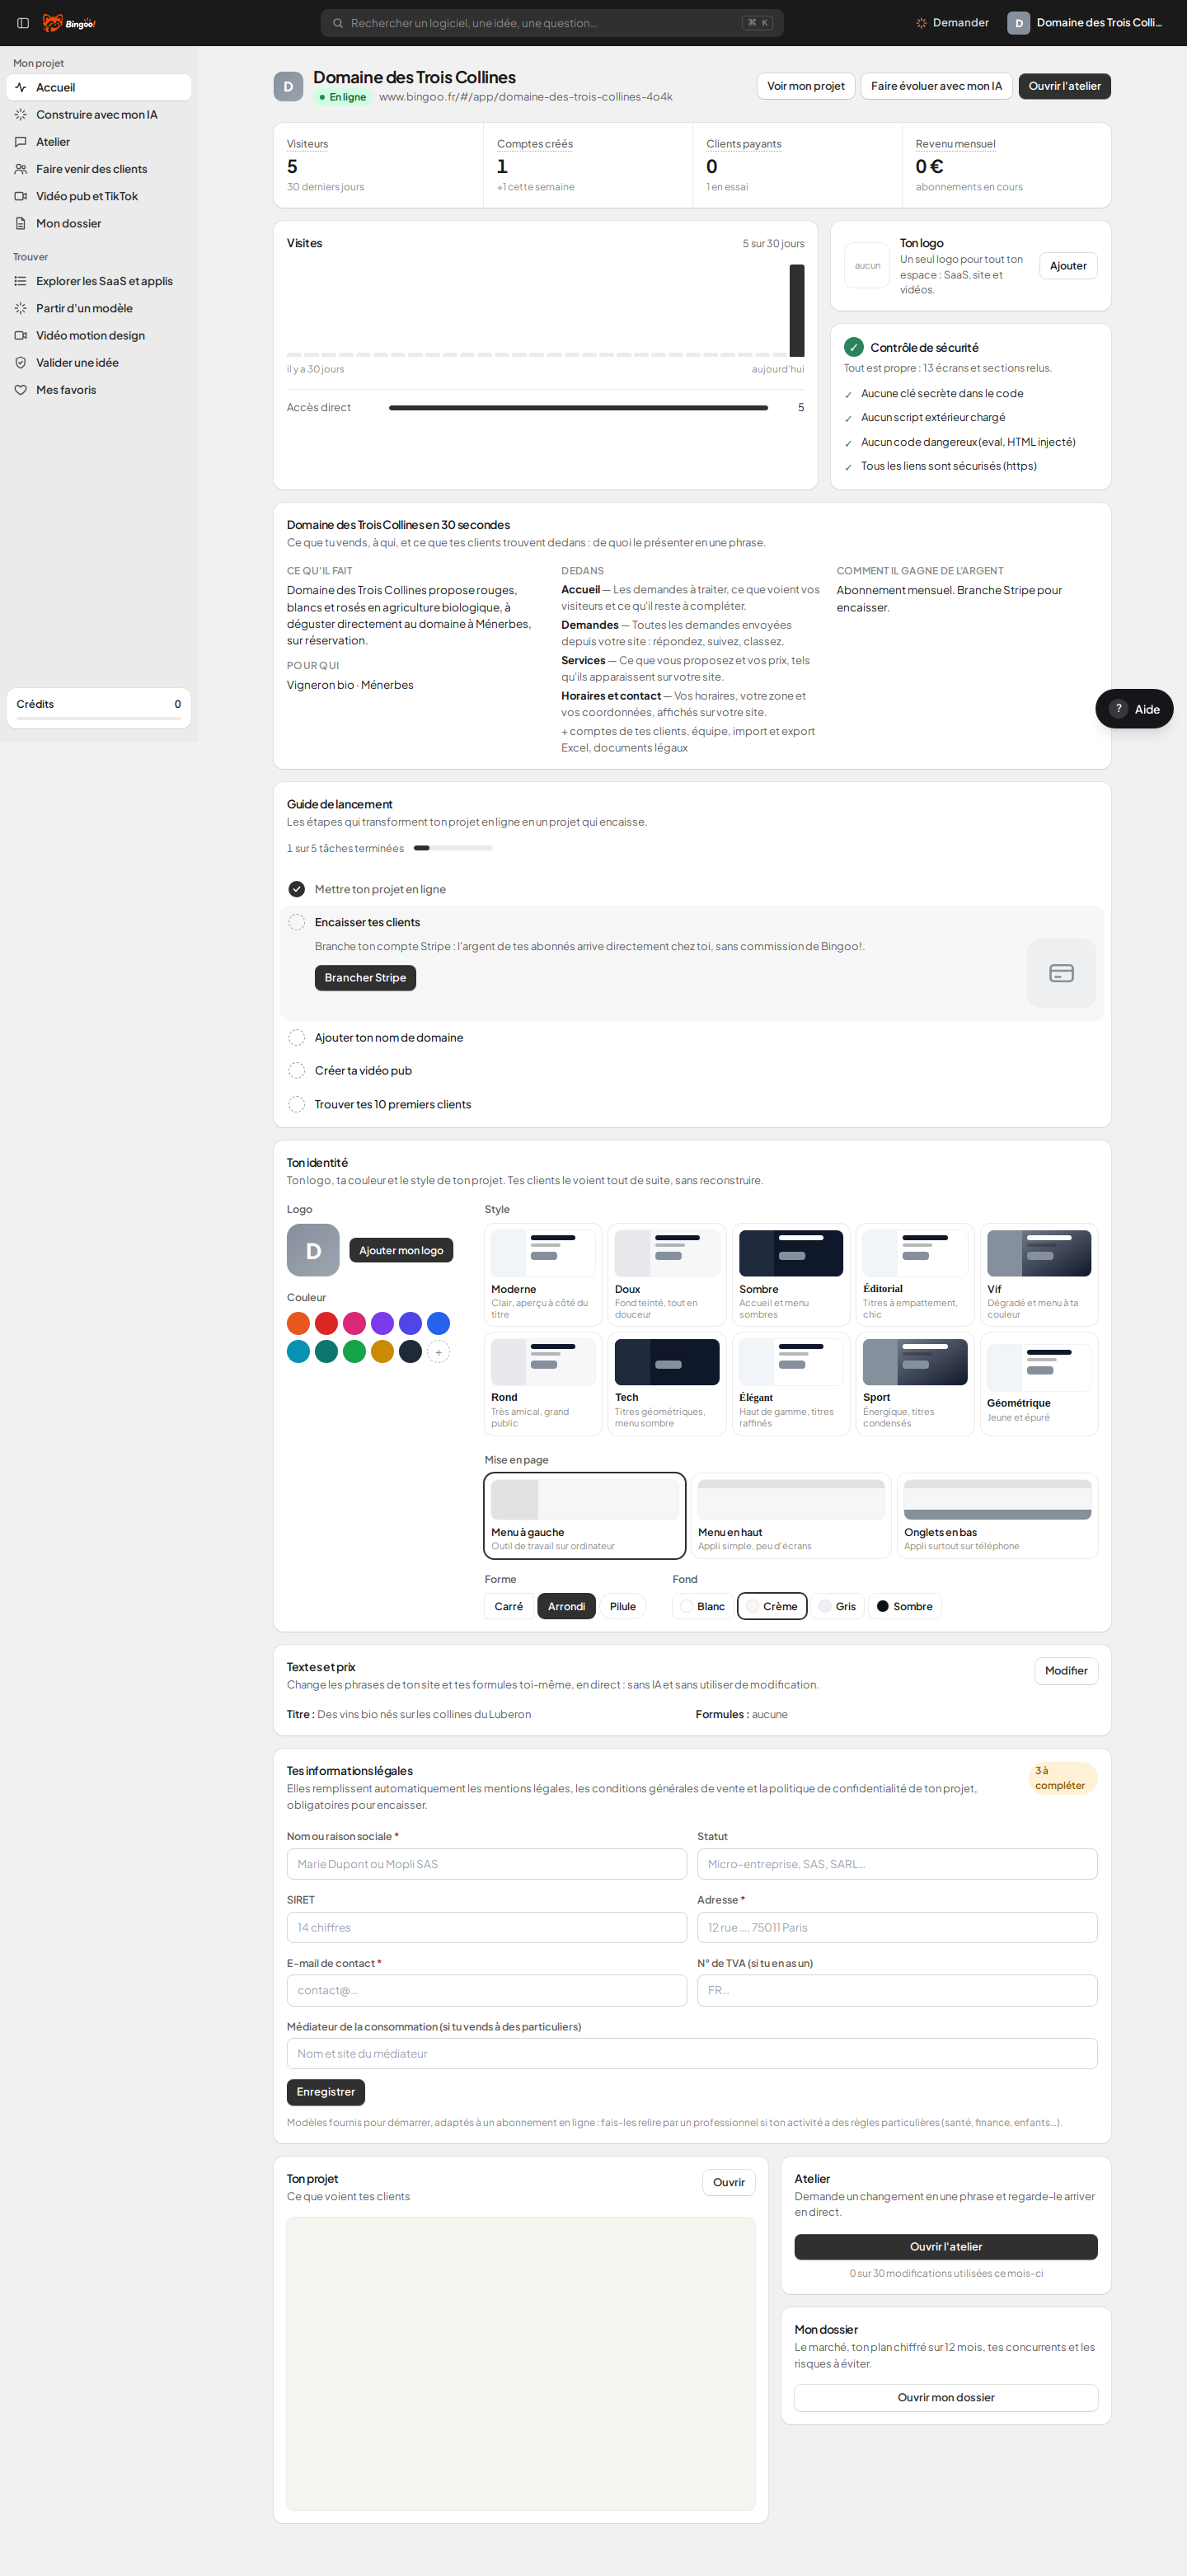 Bingoo!
Rechercher un logiciel, une idée, une question...
⌘ K
Demander
D
Domaine des Trois Colli...
Mon projet
Accueil
Construire avec mon IA
Atelier
Faire venir des clients
Vidéo pub et TikTok
Mon dossier
Trouver
Explorer les SaaS et applis
Partir d'un modèle
Vidéo motion design
Valider une idée
Mes favoris
Crédits
0
D
Domaine des Trois Collines
En ligne
www.bingoo.fr/#/app/domaine-des-trois-collines-4o4k
Voir mon projet
Faire évoluer avec mon IA
Ouvrir l'atelier
Visiteurs
5
30 derniers jours
Comptes créés
1
+1 cette semaine
Clients payants
0
1 en essai
Revenu mensuel
0 €
abonnements en cours
Visites
5 sur 30 jours
il y a 30 jours
aujourd'hui
Accès direct
5
aucun
Ton logo
Un seul logo pour tout ton
espace : SaaS, site et
vidéos.
Ajouter
Contrôle de sécurité
Tout est propre : 13 écrans et sections relus.
✓ Aucune clé secrète dans le code
✓ Aucun script extérieur chargé
✓ Aucun code dangereux (eval, HTML injecté)
✓ Tous les liens sont sécurisés (https)
Domaine des Trois Collines en 30 secondes
Ce que tu vends, à qui, et ce que tes clients trouvent dedans : de quoi le présenter en une phrase.
CE QU'IL FAIT
Domaine des Trois Collines propose rouges,
blancs et rosés en agriculture biologique, à
déguster directement au domaine à Ménerbes,
sur réservation.
POUR QUI
Vigneron bio · Ménerbes
DEDANS
Accueil — Les demandes à traiter, ce que voient vos
visiteurs et ce qu'il reste à compléter.
Demandes — Toutes les demandes envoyées
depuis votre site : répondez, suivez, classez.
Services — Ce que vous proposez et vos prix, tels
qu'ils apparaissent sur votre site.
Horaires et contact — Vos horaires, votre zone et
vos coordonnées, affichés sur votre site.
+ comptes de tes clients, équipe, import et export
Excel, documents légaux
COMMENT IL GAGNE DE L'ARGENT
Abonnement mensuel. Branche Stripe pour
encaisser.
? Aide
Guide de lancement
Les étapes qui transforment ton projet en ligne en un projet qui encaisse.
1 sur 5 tâches terminées
Mettre ton projet en ligne
Encaisser tes clients
Branche ton compte Stripe : l'argent de tes abonnés arrive directement chez toi, sans commission de Bingoo!.
Brancher Stripe
Ajouter ton nom de domaine
Créer ta vidéo pub
Trouver tes 10 premiers clients
Ton identité
Ton logo, ta couleur et le style de ton projet. Tes clients le voient tout de suite, sans reconstruire.
Logo
D
Ajouter mon logo
Couleur
+
Style
Moderne
Clair, aperçu à côté du
titre
Doux
Fond teinté, tout en
douceur
Sombre
Accueil et menu
sombres
Éditorial
Titres à empattement,
chic
Vif
Dégradé et menu à ta
couleur
Rond
Très amical, grand
public
Tech
Titres géométriques,
menu sombre
Élégant
Haut de gamme, titres
raffinés
Sport
Énergique, titres
condensés
Géométrique
Jeune et épuré
Mise en page
Menu à gauche
Outil de travail sur ordinateur
Menu en haut
Appli simple, peu d'écrans
Onglets en bas
Appli surtout sur téléphone
Forme
Carré
Arrondi
Pilule
Fond
Blanc
Crème
Gris
Sombre
Textes et prix
Change les phrases de ton site et tes formules toi-même, en direct : sans IA et sans utiliser de modification.
Modifier
Titre : Des vins bio nés sur les collines du Luberon
Formules : aucune
Tes informations légales
Elles remplissent automatiquement les mentions légales, les conditions générales de vente et la politique de confidentialité de ton projet,
obligatoires pour encaisser.
3 à
compléter
Nom ou raison sociale *
Marie Dupont ou Mopli SAS
Statut
Micro-entreprise, SAS, SARL...
SIRET
14 chiffres
Adresse *
12 rue ..., 75011 Paris
E-mail de contact *
contact@...
N° de TVA (si tu en as un)
FR...
Médiateur de la consommation (si tu vends à des particuliers)
Nom et site du médiateur
Enregistrer
Modèles fournis pour démarrer, adaptés à un abonnement en ligne : fais-les relire par un professionnel si ton activité a des règles particulières (santé, finance, enfants...).
Ton projet
Ce que voient tes clients
Ouvrir
Atelier
Demande un changement en une phrase et regarde-le arriver
en direct.
Ouvrir l'atelier
0 sur 30 modifications utilisées ce mois-ci
Mon dossier
Le marché, ton plan chiffré sur 12 mois, tes concurrents et les
risques à éviter.
Ouvrir mon dossier